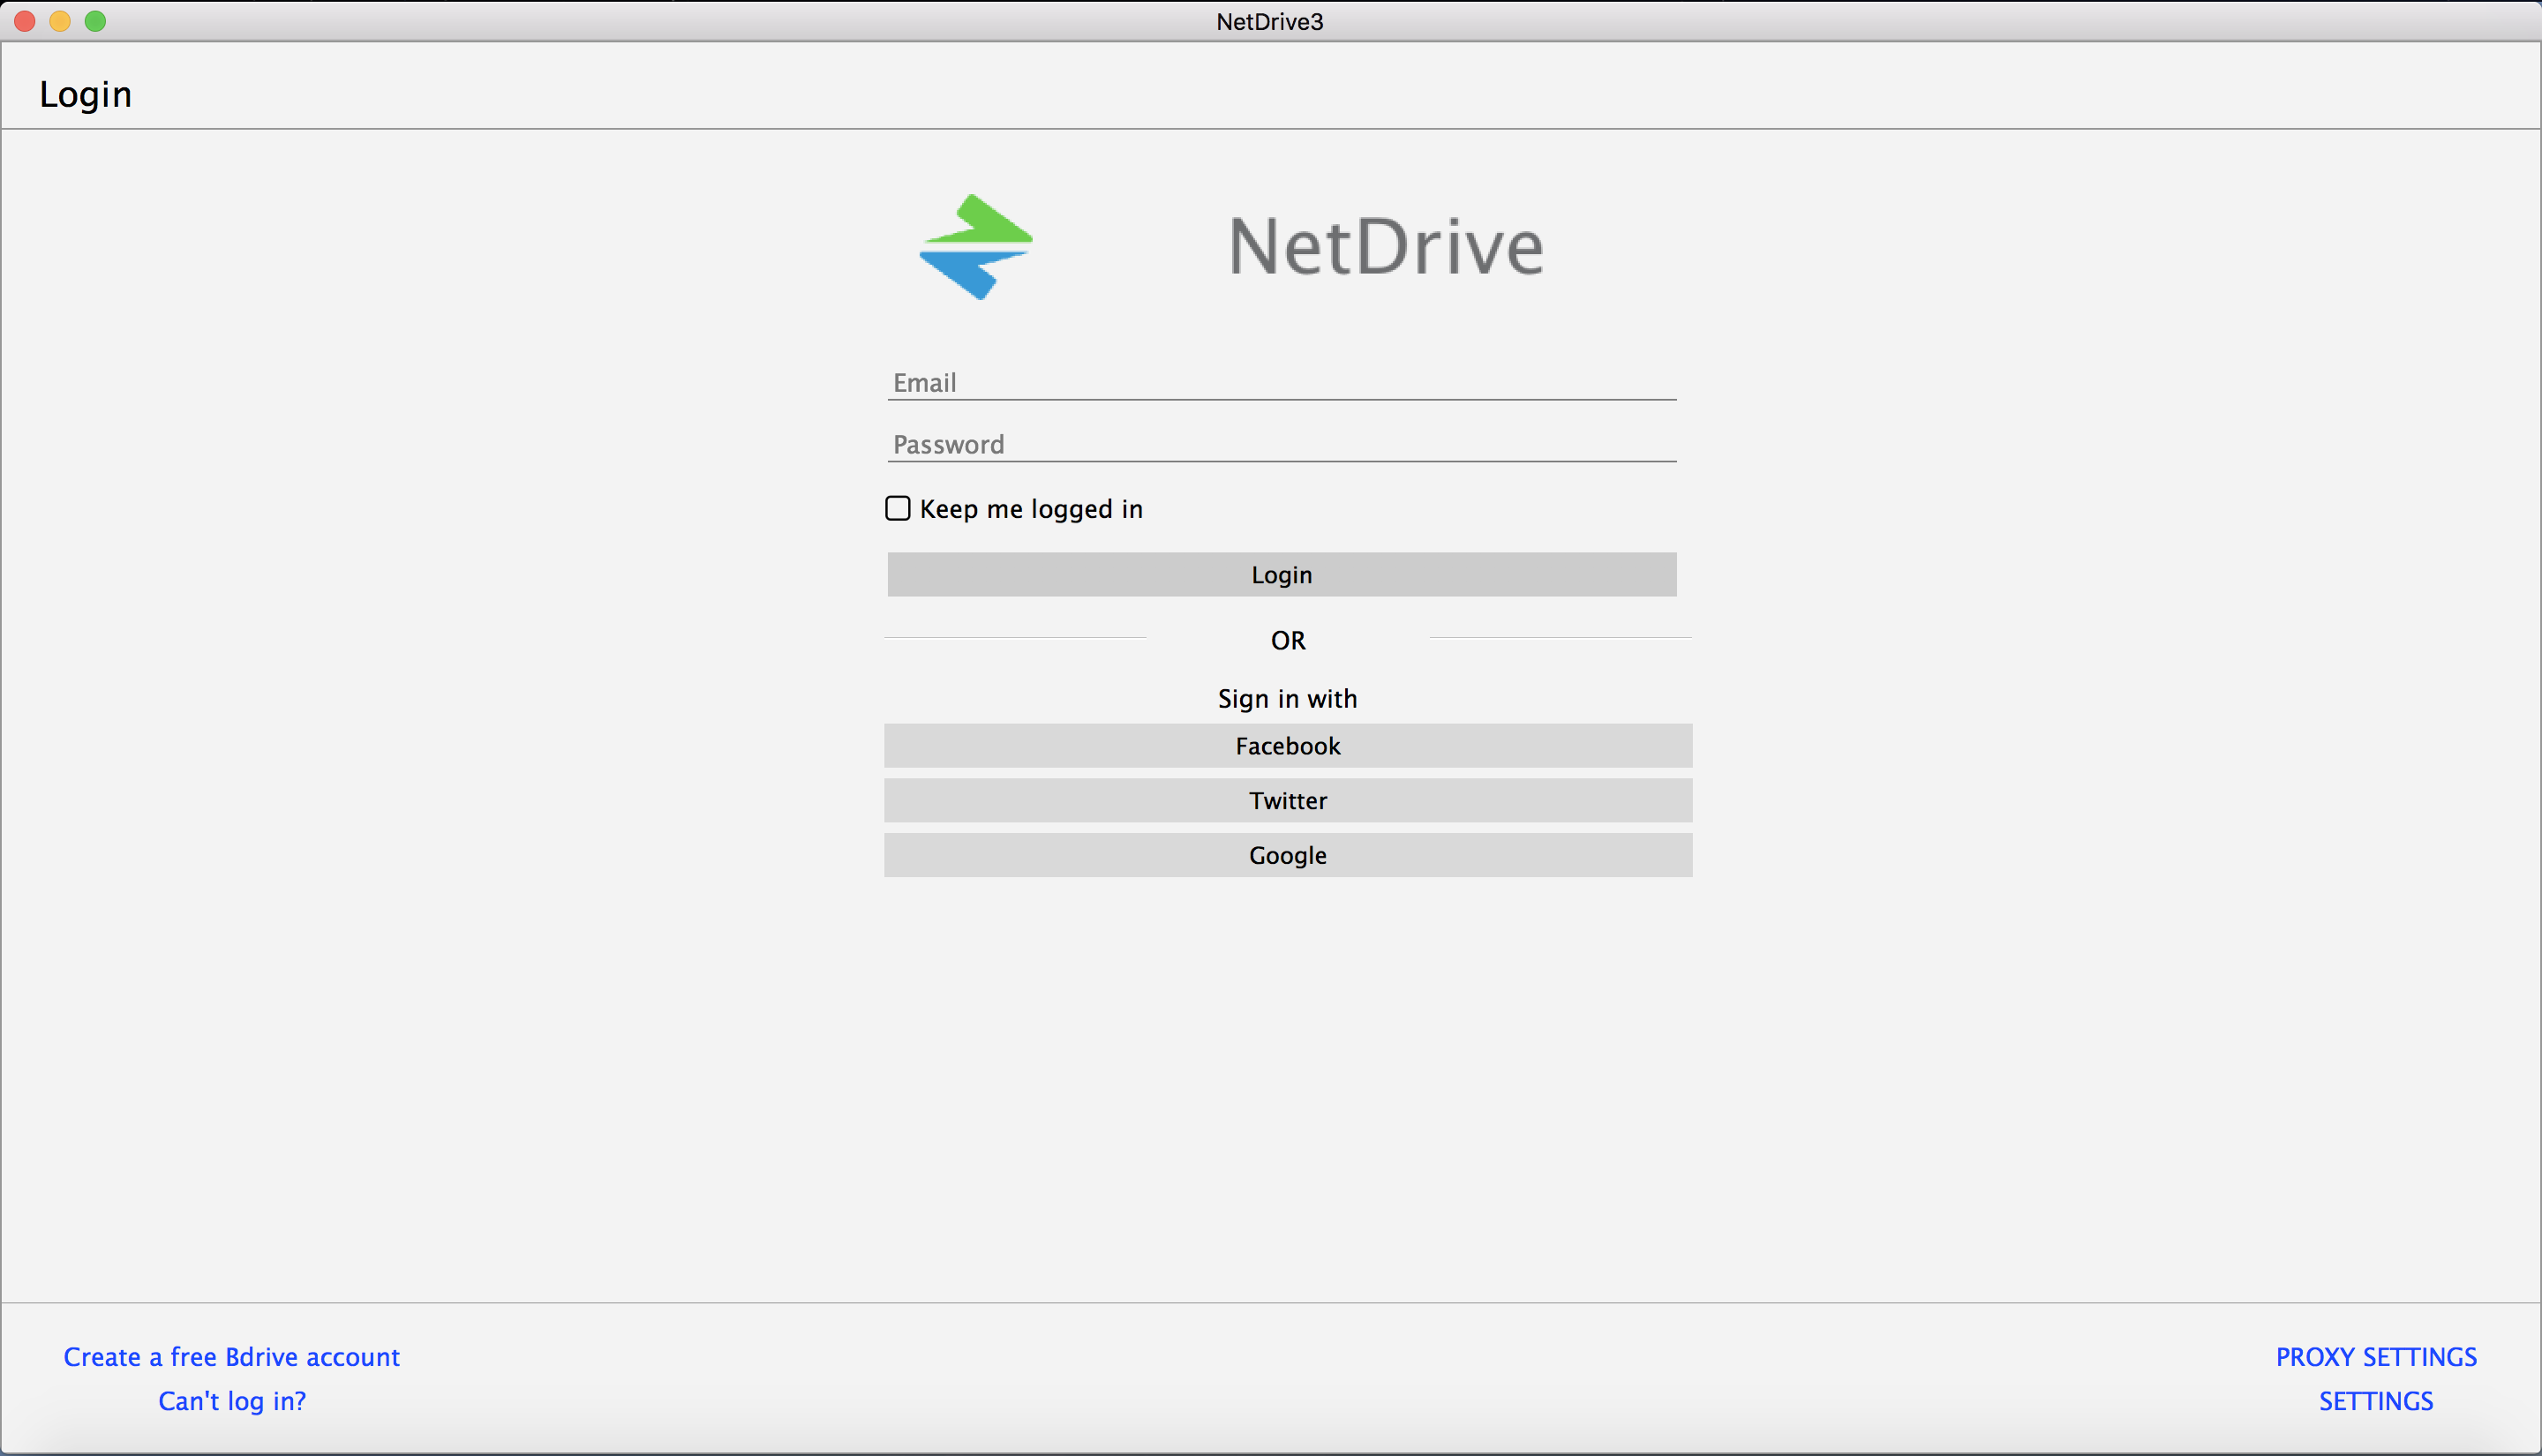 NetDrive3
Login
NetDrive
Email
Password
Keep me logged in
Login
OR
Sign in with
Facebook
Twitter
Google
Create a free Bdrive account
Can't log in?
PROXY SETTINGS
SETTINGS